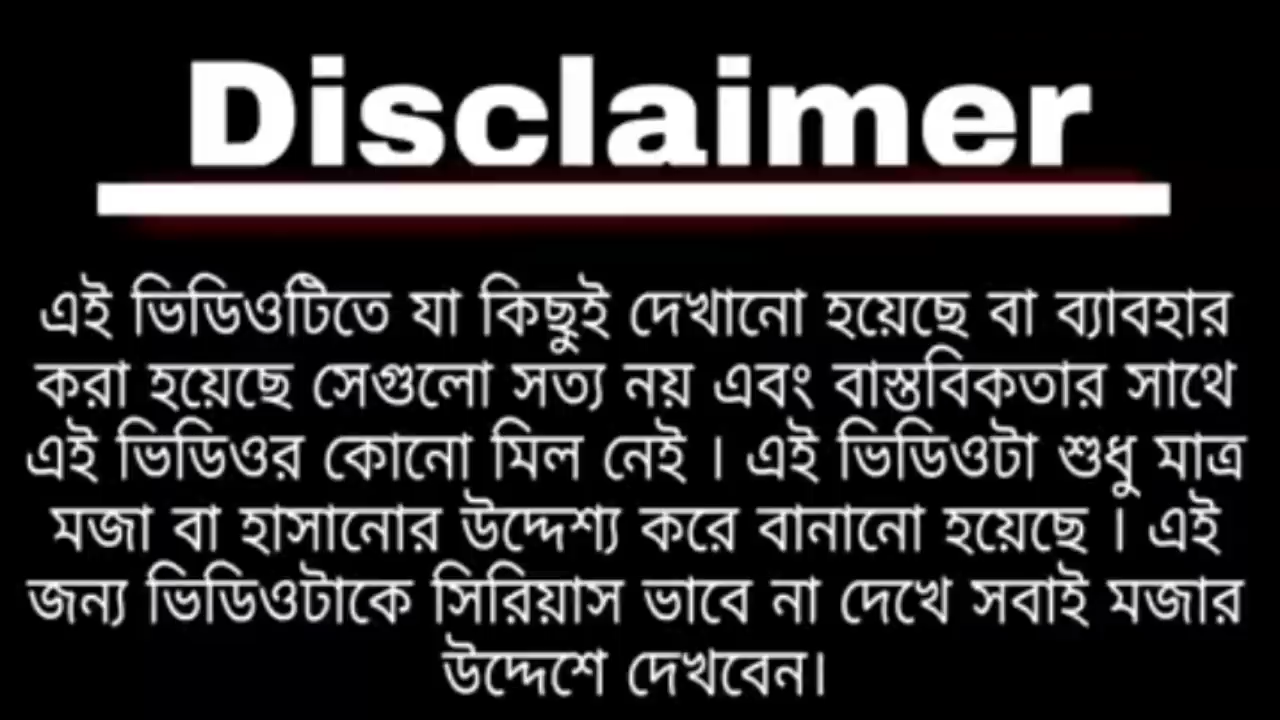 Disclaimer
এই ভিডিওটিতে যা কিছুই দেখানো হয়েছে বা ব্যাবহার
করা হয়েছে সেগুলো সত্য নয় এবং বাস্তবিকতার সাথে
এই ভিডিওর কোনো মিল নেই । এই ভিডিওটা শুধু মাত্র
মজা বা হাসানোর উদ্দেশ্য করে বানানো হয়েছে । এই
জন্য ভিডিওটাকে সিরিয়াস ভাবে না দেখে সবাই মজার
উদ্দেশে দেখবেন।